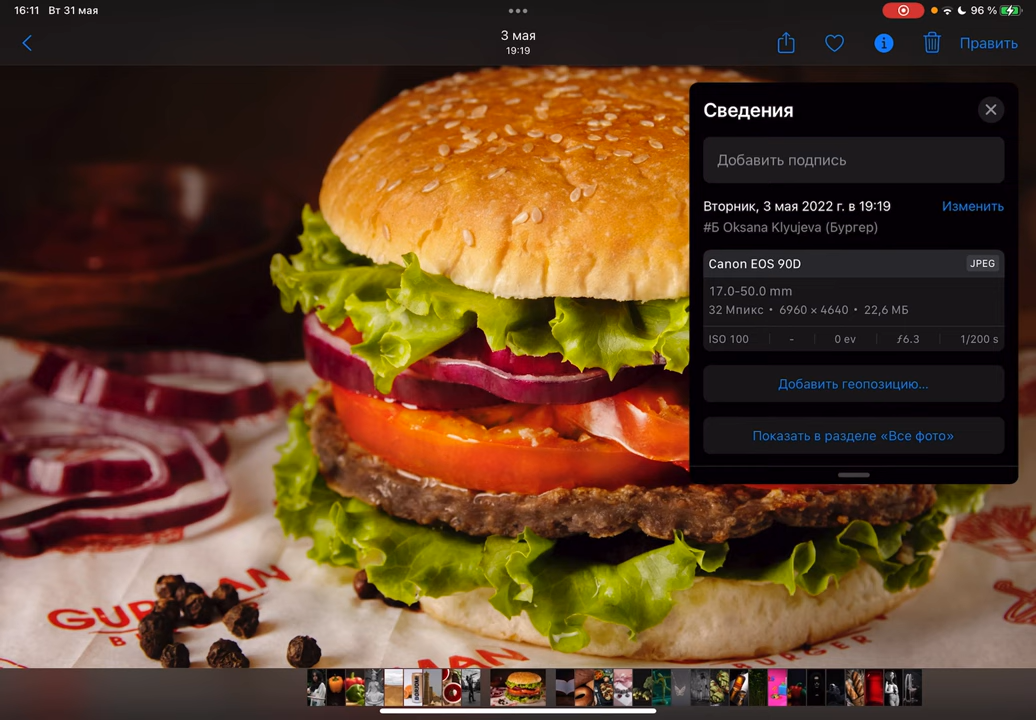 16:11 Вт 31 мая
96 %
3 мая
19:19
Править
Сведения
Добавить подпись
Вторник, 3 мая 2022 г. в 19:19
Изменить
#Б Oksana Klyujeva (Бургер)
Canon EOS 90D
JPEG
17.0-50.0 mm
32 Мпикс • 6960 × 4640 • 22,6 МБ
ISO 100 - 0 ev ƒ6.3 1/200 s
Добавить геопозицию...
Показать в разделе «Все фото»